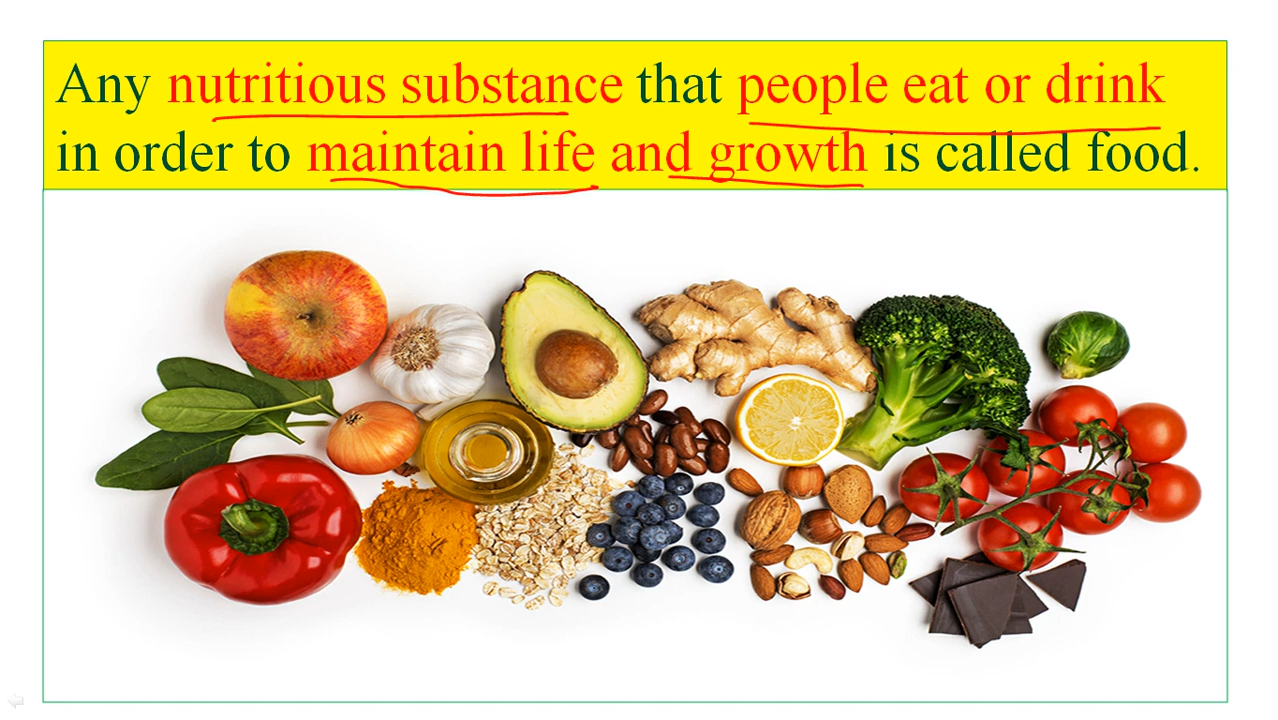 Any nutritious substance that people eat or drink
in order to maintain life and growth is called food.